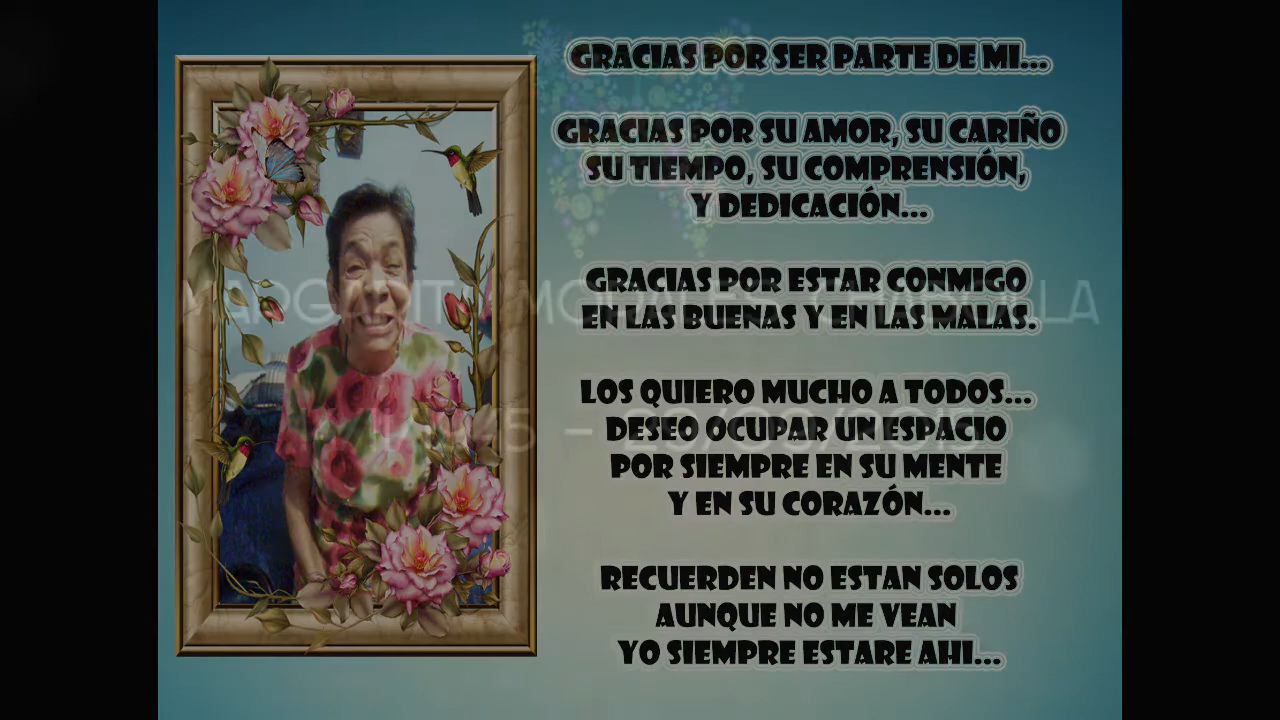 GRACIAS POR SER PARTE DE MI...
GRACIAS POR SU AMOR, SU CARIÑO
SU TIEMPO, SU COMPRENSIÓN,
Y DEDICACIÓN...
GRACIAS POR ESTAR CONMIGO
EN LAS BUENAS Y EN LAS MALAS.
MARGARITA MORALES
LOS QUIERO MUCHO A TODOS...
DESEO OCUPAR UN ESPACIO
POR SIEMPRE EN SU MENTE
Y EN SU CORAZÓN...
RECUERDEN NO ESTAN SOLOS
AUNQUE NO ME VEAN
YO SIEMPRE ESTARE AHI...